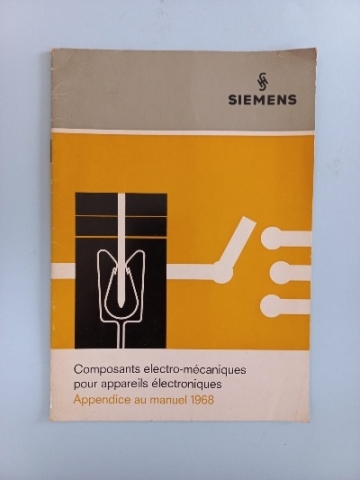 SIEMENS
Composants electro-mécaniques
pour appareils électroniques
Appendice au manuel 1968